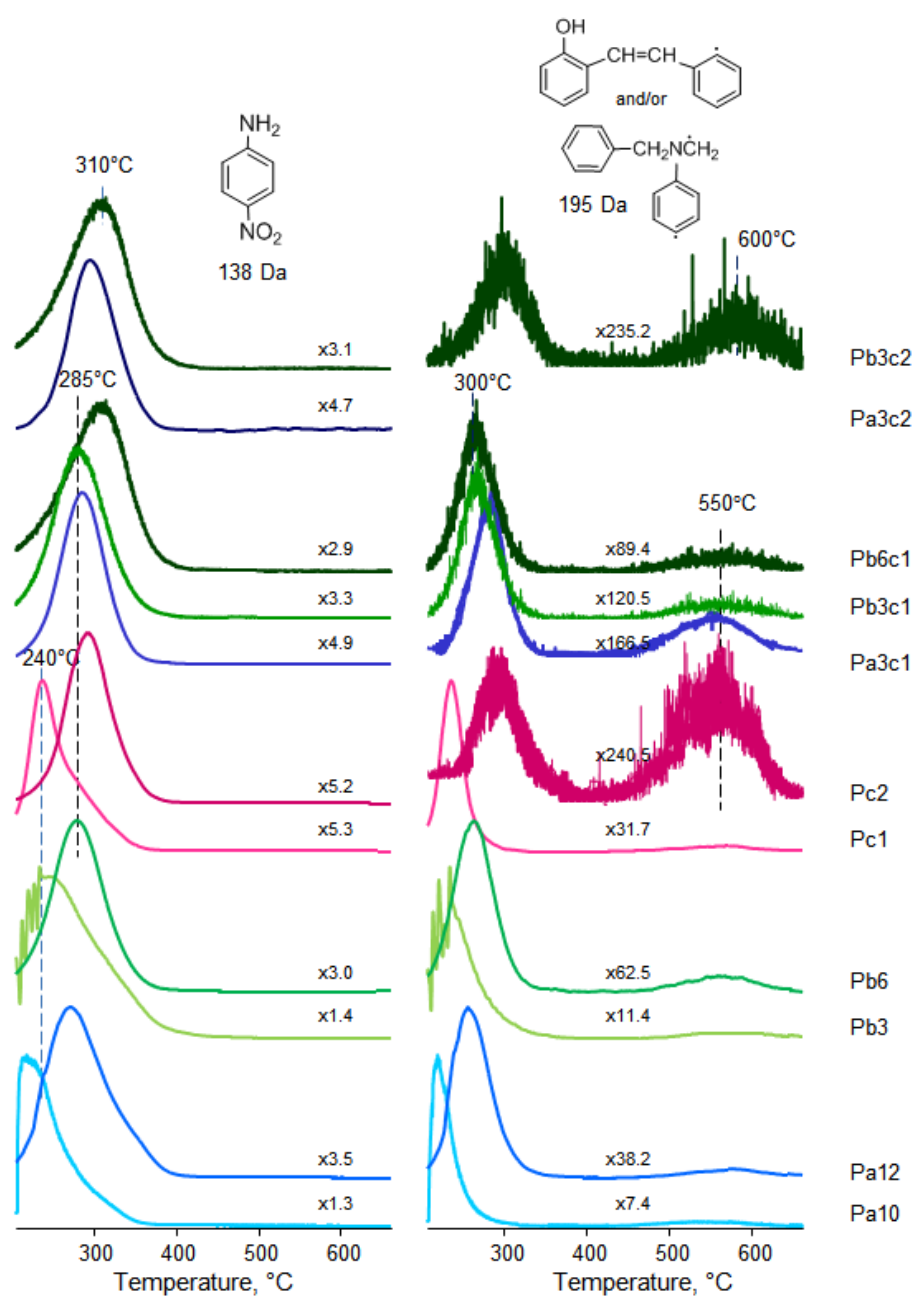 OH
CH=CH
and/or
NH2
CH2NCH2
310°C
195 Da
NO2
138 Da
600°C
x3.1
x235.2
Pb3c2
285°C
300°C
x4.7
Pa3c2
550°C
x2.9
x89.4
Pb6c1
x3.3
x120.5
Pb3c1
x4.9
x166.5
Pa3c1
240°C
x5.2
x240.5
Pc2
x5.3
x31.7
Pc1
x3.0
x62.5
Pb6
x1.4
x11.4
Pb3
x3.5
x38.2
Pa12
x1.3
x7.4
Pa10
300 400 500 600
300 400 500 600
Temperature, °C
Temperature, °C